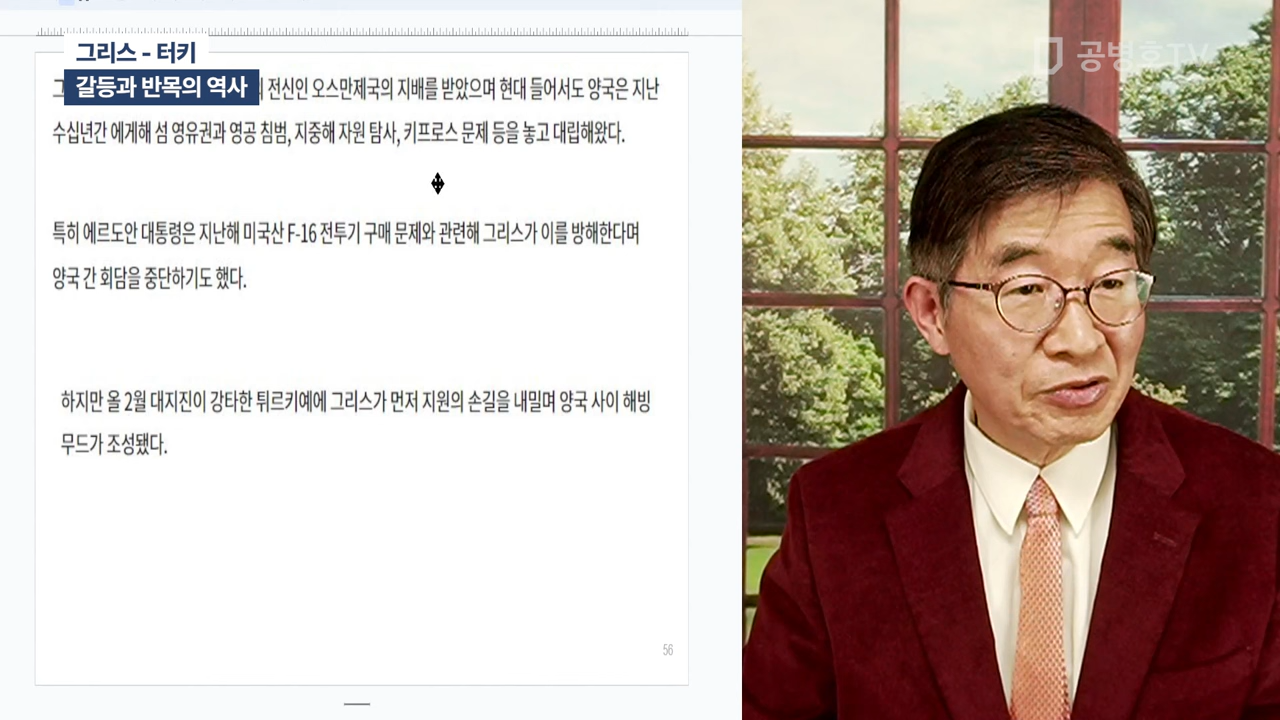 그리스 - 터키
갈등과 반목의 역사
전신인 오스만제국의 지배를 받았으며 현대 들어서도 양국은 지난
수십년간 에게해 섬 영유권과 영공 침범, 지중해 자원 탐사, 키프로스 문제 등을 놓고 대립해왔다.
특히 에르도안 대통령은 지난해 미국산 F-16 전투기 구매 문제와 관련해 그리스가 이를 방해한다며
양국 간 회담을 중단하기도 했다.
하지만 올 2월 대지진이 강타한 튀르키예에 그리스가 먼저 지원의 손길을 내밀며 양국 사이 해빙
무드가 조성됐다.
56
공병호TV